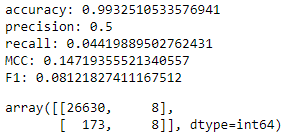 accuracy: 0.9932510533576941
precision: 0.5
recall: 0.04419889502762431
MCC: 0.14719355521340557
F1: 0.08121827411167512
array([[26630, 8],
[ 173, 8]], dtype=int64)